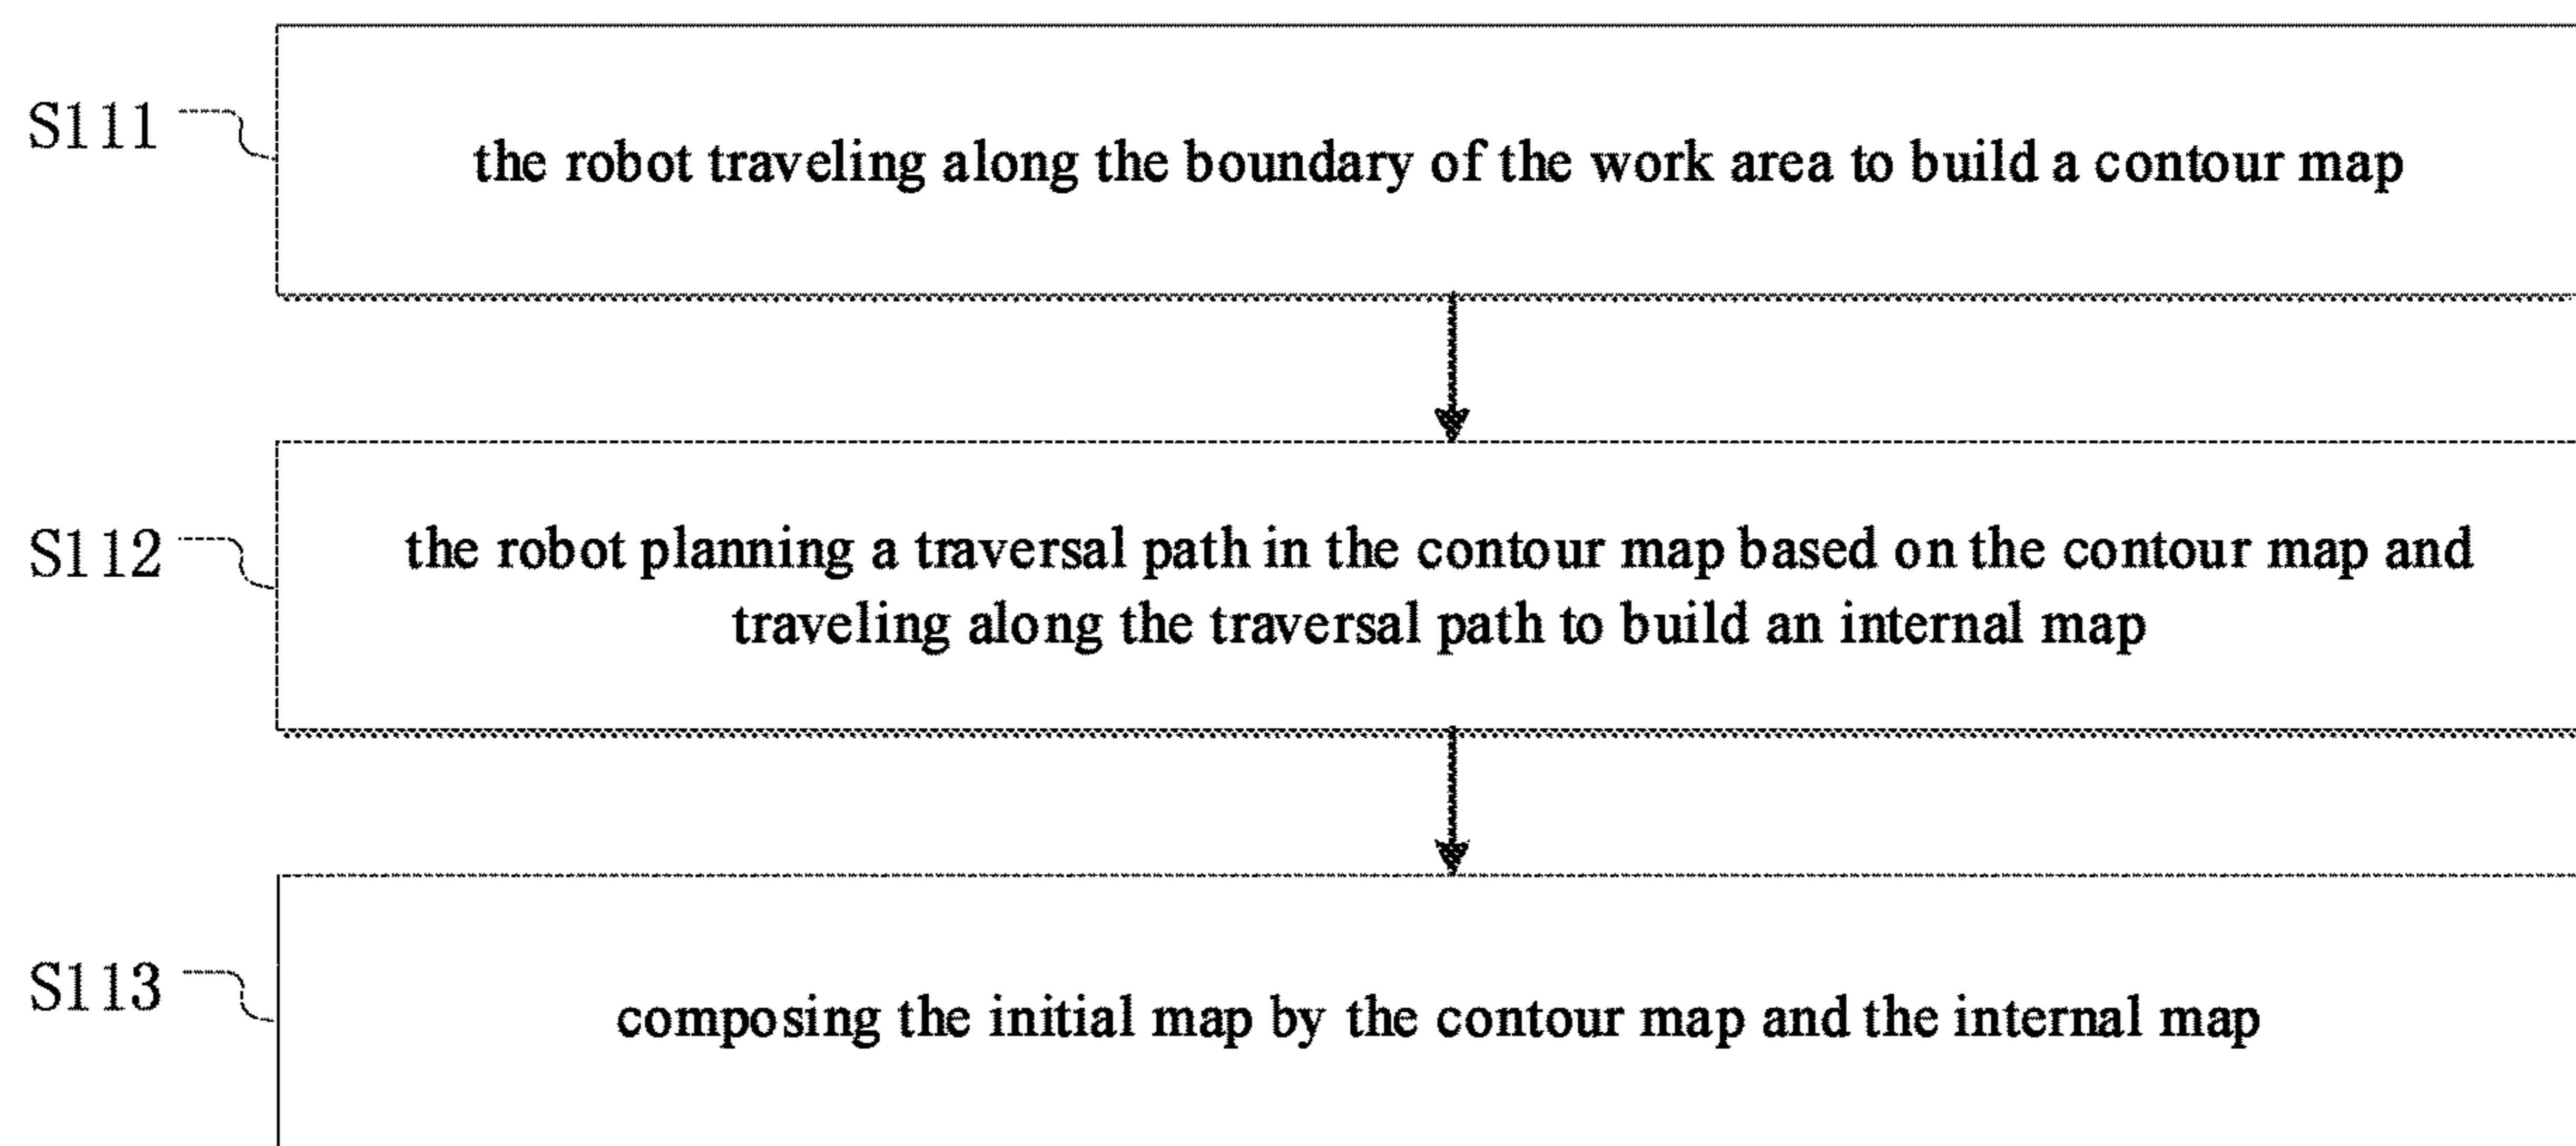 S111
the robot traveling along the boundary of the work area to build a contour map
S112
the robot planning a traversal path in the contour map based on the contour map and
traveling along the traversal path to build an internal map
S113
composing the initial map by the contour map and the internal map